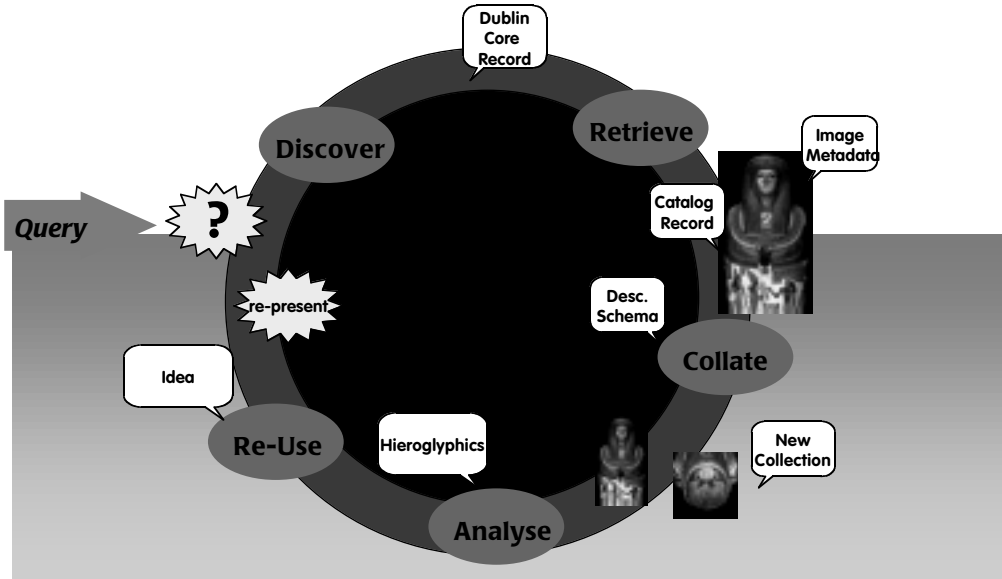 Dublin
Core
Record
Discover
Retrieve
Image
Metadata
Catalog
Record
Query
?
re-present
Desc.
Schema
Collate
Idea
Re-Use
Hieroglyphics
New
Collection
Analyse